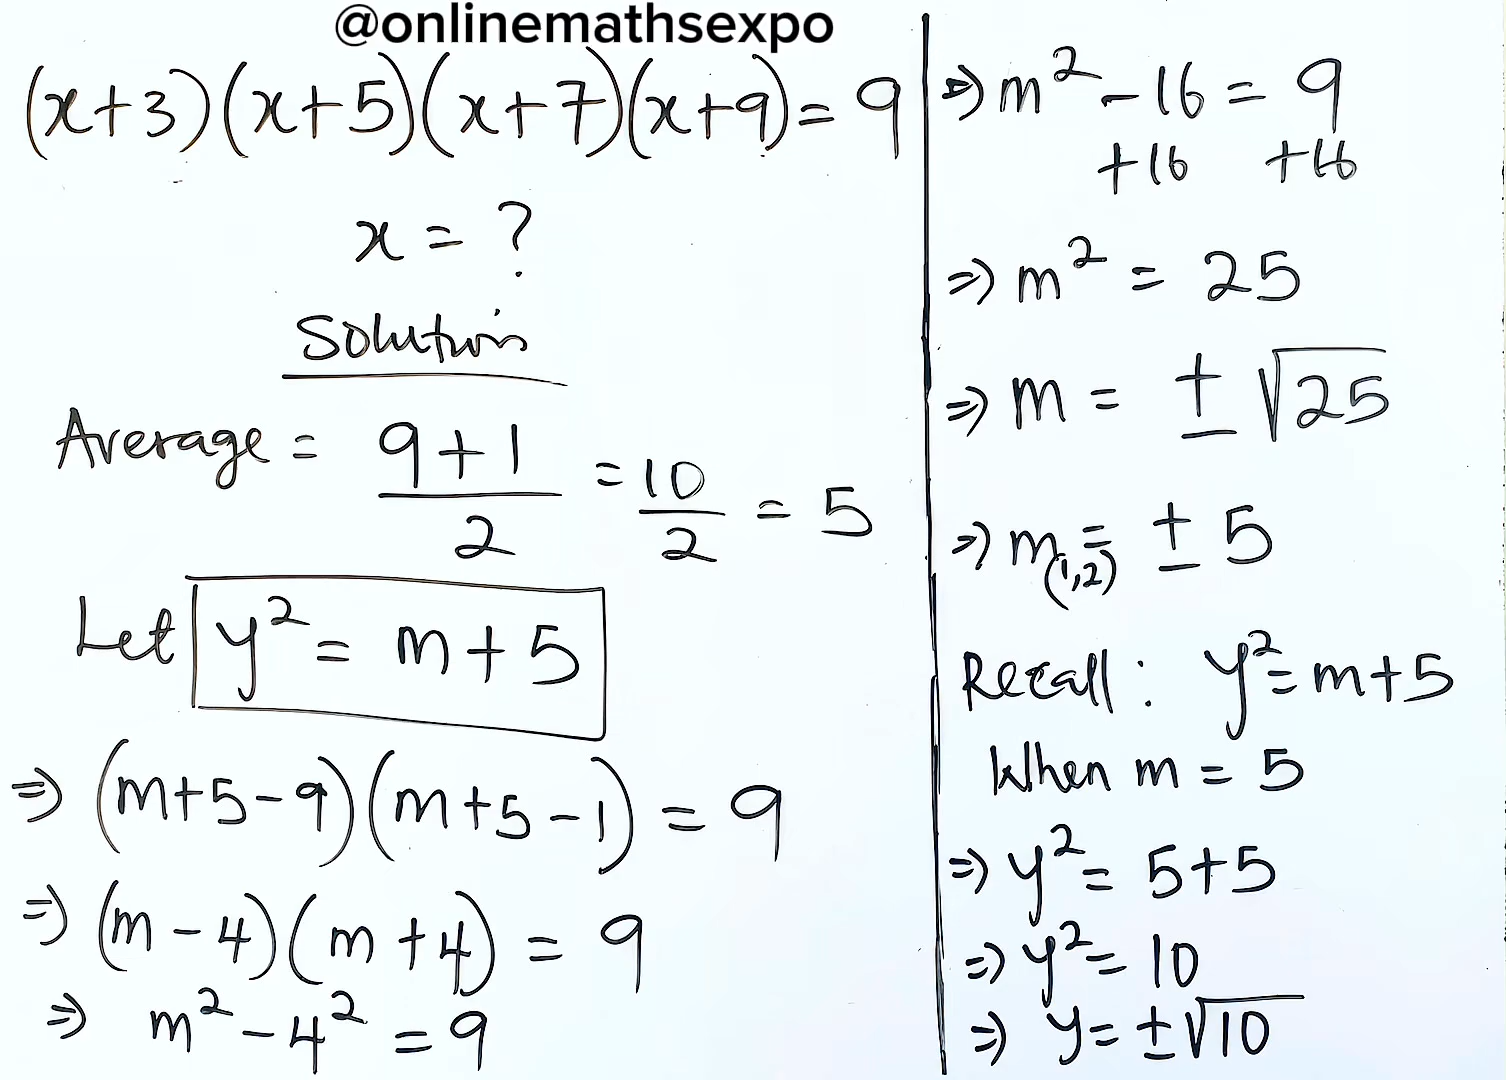 @onlinemathsexpo
(x+3)(x+5)(x+7)(x+9)=9
x = ?
Solution
Average = 9+1/2 = 10/2 = 5
Let y² = m+5
⇒ (m+5-9)(m+5-1) = 9
⇒ (m-4)(m+4) = 9
⇒ m² - 4² = 9
⇒ m² - 16 = 9
+16 +16
⇒ m² = 25
⇒ m = ± √25
⇒ m(1,2) = ± 5
Recall : y² = m+5
When m = 5
⇒ y² = 5+5
⇒ y² = 10
⇒ y = ±√10